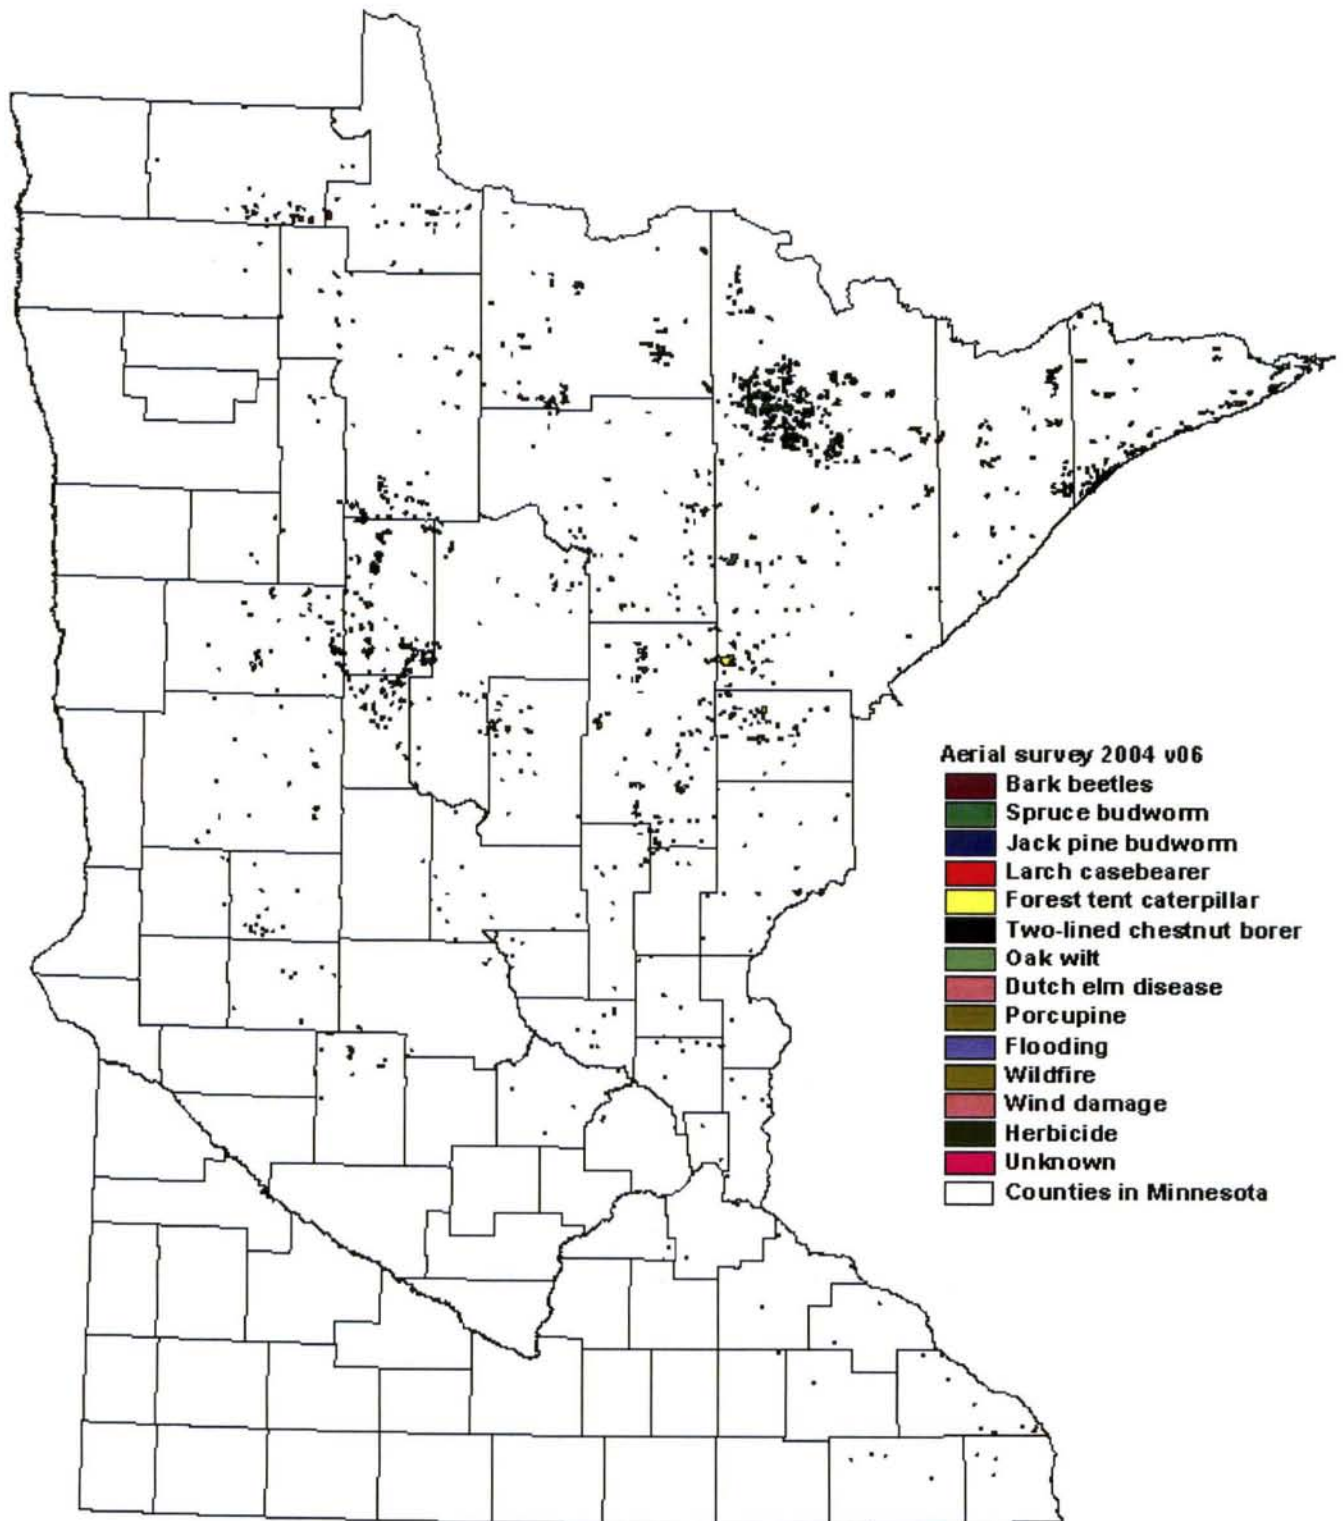 Aerial survey 2004 v06
Bark beetles
Spruce budworm
Jack pine budworm
Larch casebearer
Forest tent caterpillar
Two-lined chestnut borer
Oak wilt
Dutch elm disease
Porcupine
Flooding
Wildfire
Wind damage
Herbicide
Unknown
Counties in Minnesota